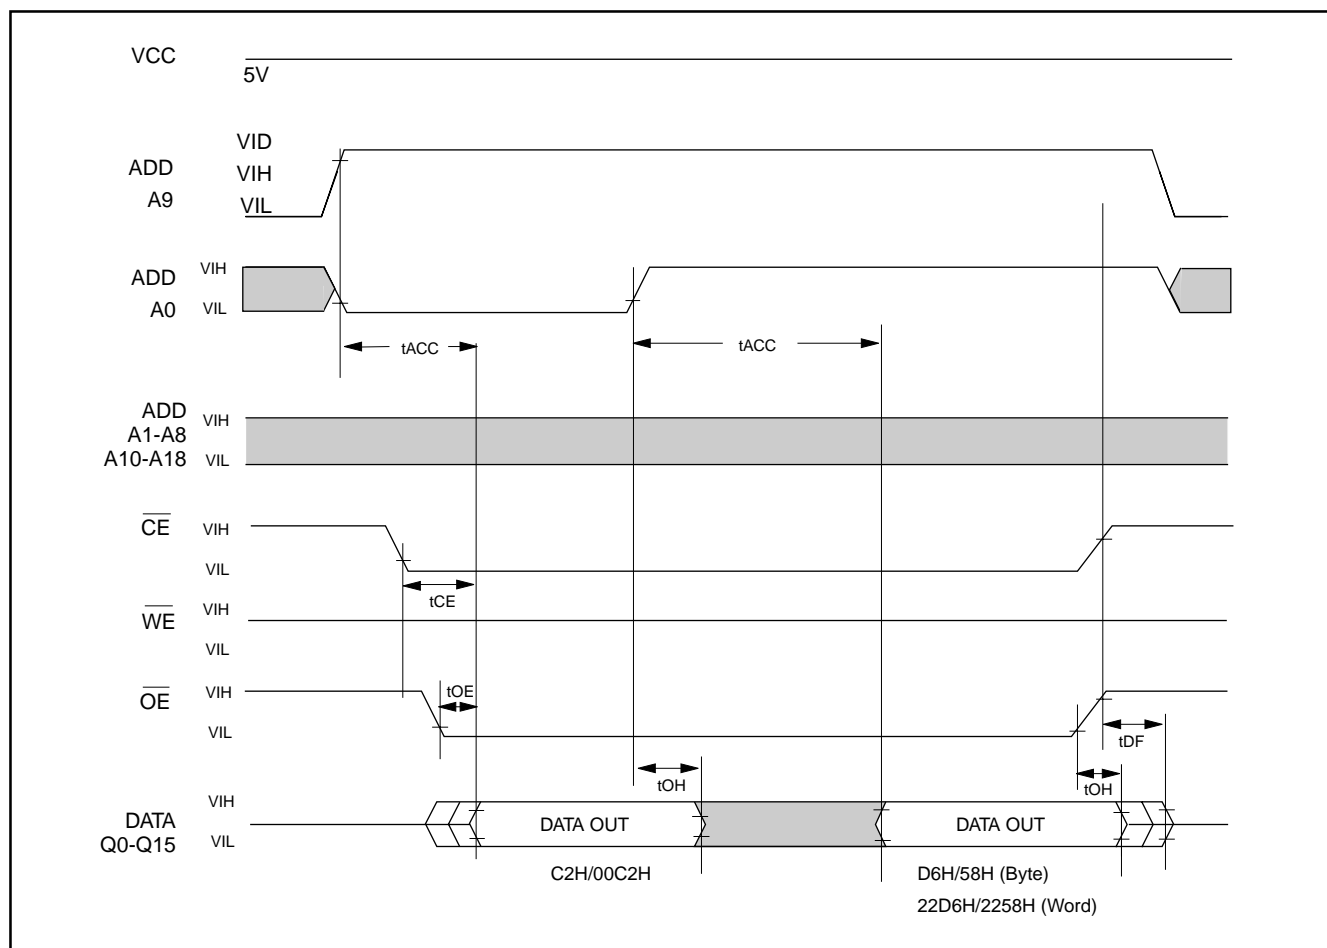 VCC
5V
VID
ADD
VIH
A9
VIL
ADD
VIH
A0
VIL
tACC
tACC
ADD
VIH
A1-A8
A10-A18
VIL
CE
VIH
VIL
tCE
WE
VIH
VIL
OE
VIH
tOE
VIL
tDF
tOH
tOH
DATA
VIH
Q0-Q15
VIL
DATA OUT
DATA OUT
C2H/00C2H
D6H/58H (Byte)
22D6H/2258H (Word)